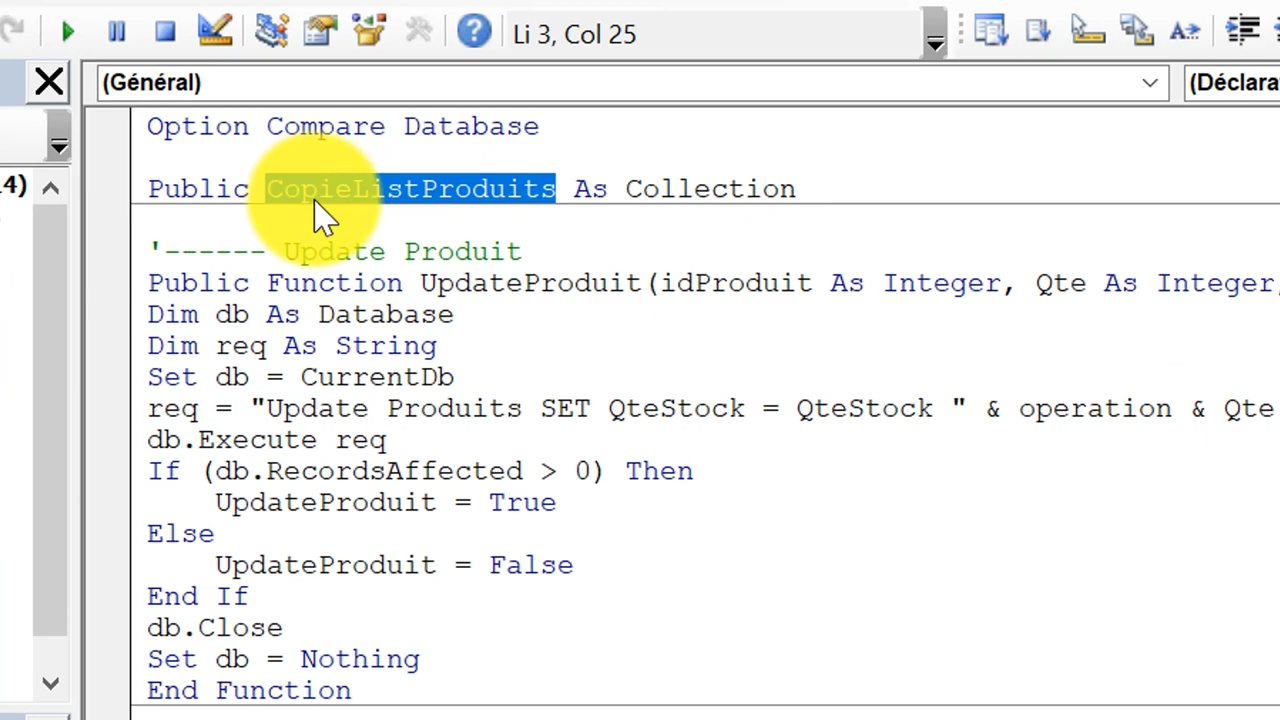 Li 3, Col 25
(Général)
(Déclara
Option Compare Database
14)
Public CopieListProduits As Collection
'------ Update Produit
Public Function UpdateProduit(idProduit As Integer, Qte As Integer,
Dim db As Database
Dim req As String
Set db = CurrentDb
req = "Update Produits SET QteStock = QteStock " & operation & Qte
db.Execute req
If (db.RecordsAffected > 0) Then
UpdateProduit = True
Else
UpdateProduit = False
End If
db.Close
Set db = Nothing
End Function